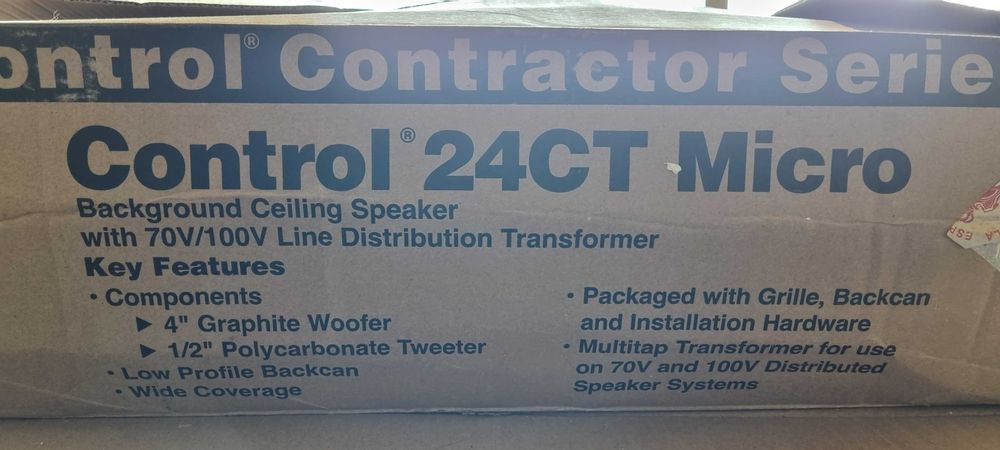 ontrol® Contractor Serie
Control® 24CT Micro
Background Ceiling Speaker
with 70V/100V Line Distribution Transformer
Key Features
• Components
► 4" Graphite Woofer
► 1/2" Polycarbonate Tweeter
• Low Profile Backcan
• Wide Coverage
• Packaged with Grille, Backcan
and Installation Hardware
• Multitap Transformer for use
on 70V and 100V Distributed
Speaker Systems